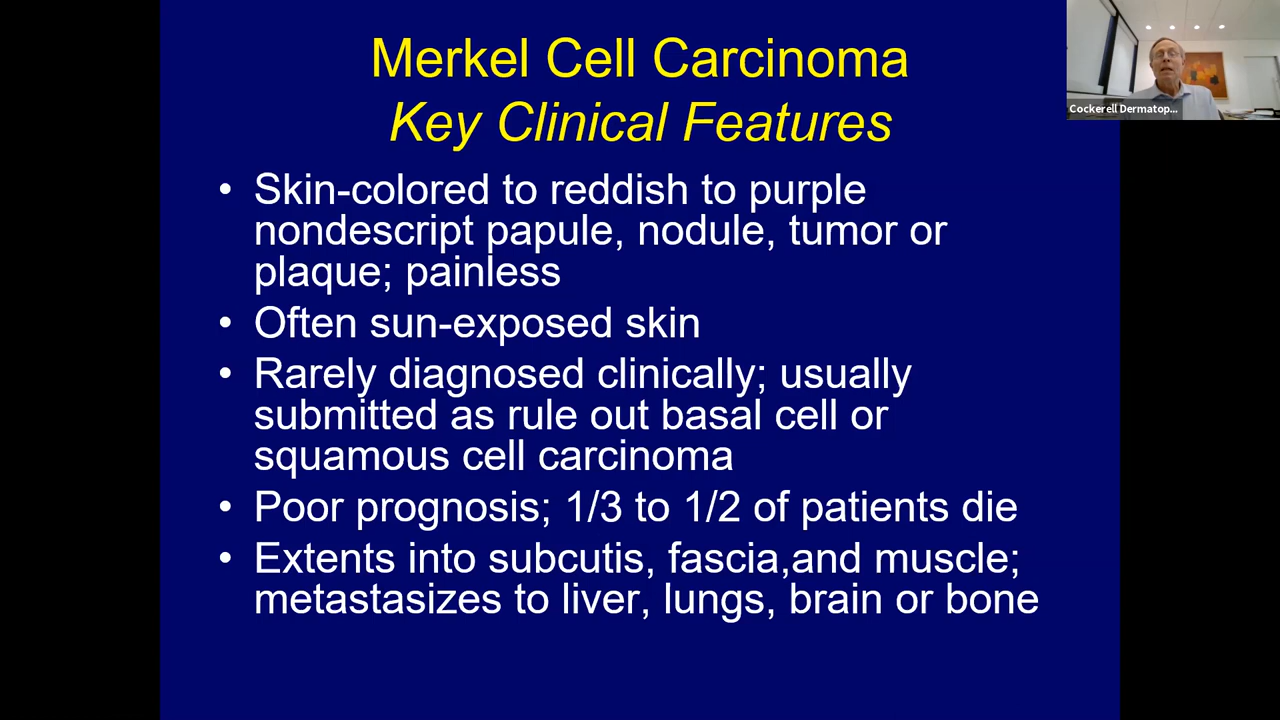 Merkel Cell Carcinoma
Key Clinical Features
• Skin-colored to reddish to purple
nondescript papule, nodule, tumor or
plaque; painless
• Often sun-exposed skin
• Rarely diagnosed clinically; usually
submitted as rule out basal cell or
squamous cell carcinoma
• Poor prognosis; 1/3 to 1/2 of patients die
• Extents into subcutis, fascia,and muscle;
metastasizes to liver, lungs, brain or bone
Cockerell Dermatop...